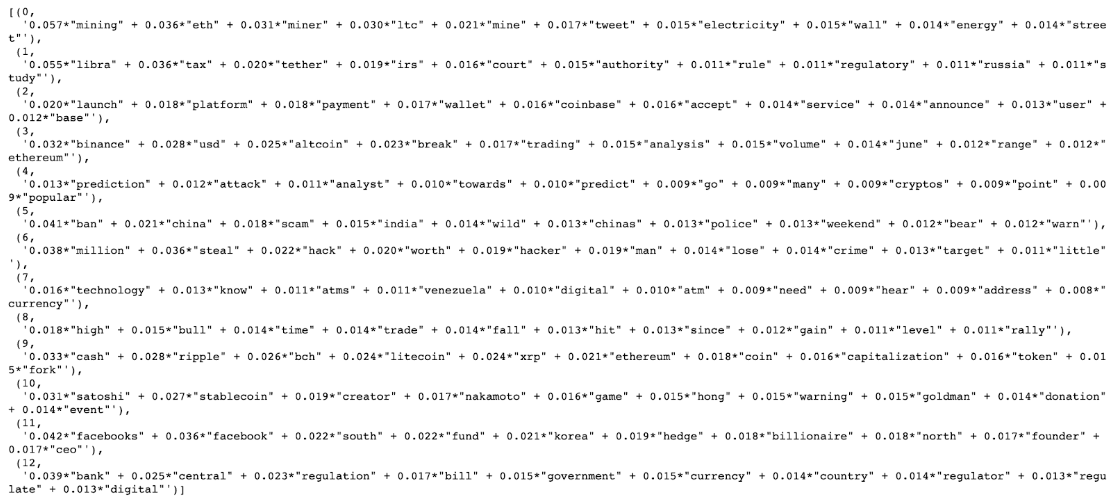 [(0,
'0.057*"mining" + 0.036*"eth" + 0.031*"miner" + 0.030*"ltc" + 0.021*"mine" + 0.017*"tweet" + 0.015*"electricity" + 0.015*"wall" + 0.014*"energy" + 0.014*"stree
t"'),
(1,
'0.055*"libra" + 0.036*"tax" + 0.020*"tether" + 0.019*"irs" + 0.016*"court" + 0.015*"authority" + 0.011*"rule" + 0.011*"regulatory" + 0.011*"russia" + 0.011*"s
tudy"'),
(2,
'0.020*"launch" + 0.018*"platform" + 0.018*"payment" + 0.017*"wallet" + 0.016*"coinbase" + 0.016*"accept" + 0.014*"service" + 0.014*"announce" + 0.013*"user" +
0.012*"base"'),
(3,
'0.032*"binance" + 0.028*"usd" + 0.025*"altcoin" + 0.023*"break" + 0.017*"trading" + 0.015*"analysis" + 0.015*"volume" + 0.014*"june" + 0.012*"range" + 0.012*"
ethereum"'),
(4,
'0.013*"prediction" + 0.012*"attack" + 0.011*"analyst" + 0.010*"towards" + 0.010*"predict" + 0.009*"go" + 0.009*"many" + 0.009*"cryptos" + 0.009*"point" + 0.00
9*"popular"'),
(5,
'0.041*"ban" + 0.021*"china" + 0.018*"scam" + 0.015*"india" + 0.014*"wild" + 0.013*"chinas" + 0.013*"police" + 0.013*"weekend" + 0.012*"bear" + 0.012*"warn"'),
(6,
'0.038*"million" + 0.036*"steal" + 0.022*"hack" + 0.020*"worth" + 0.019*"hacker" + 0.019*"man" + 0.014*"lose" + 0.014*"crime" + 0.013*"target" + 0.011*"little"
'),
(7,
'0.016*"technology" + 0.013*"know" + 0.011*"atms" + 0.011*"venezuela" + 0.010*"digital" + 0.010*"atm" + 0.009*"need" + 0.009*"hear" + 0.009*"address" + 0.008*"
currency"'),
(8,
'0.018*"high" + 0.015*"bull" + 0.014*"time" + 0.014*"trade" + 0.014*"fall" + 0.013*"hit" + 0.013*"since" + 0.012*"gain" + 0.011*"level" + 0.011*"rally"'),
(9,
'0.033*"cash" + 0.028*"ripple" + 0.026*"bch" + 0.024*"litecoin" + 0.024*"xrp" + 0.021*"ethereum" + 0.018*"coin" + 0.016*"capitalization" + 0.016*"token" + 0.01
5*"fork"'),
(10,
'0.031*"satoshi" + 0.027*"stablecoin" + 0.019*"creator" + 0.017*"nakamoto" + 0.016*"game" + 0.015*"hong" + 0.015*"warning" + 0.015*"goldman" + 0.014*"donation"
+ 0.014*"event"'),
(11,
'0.042*"facebooks" + 0.036*"facebook" + 0.022*"south" + 0.022*"fund" + 0.021*"korea" + 0.019*"hedge" + 0.018*"billionaire" + 0.018*"north" + 0.017*"founder" +
0.017*"ceo"'),
(12,
'0.039*"bank" + 0.025*"central" + 0.023*"regulation" + 0.017*"bill" + 0.015*"government" + 0.015*"currency" + 0.014*"country" + 0.014*"regulator" + 0.013*"regu
late" + 0.013*"digital"')]